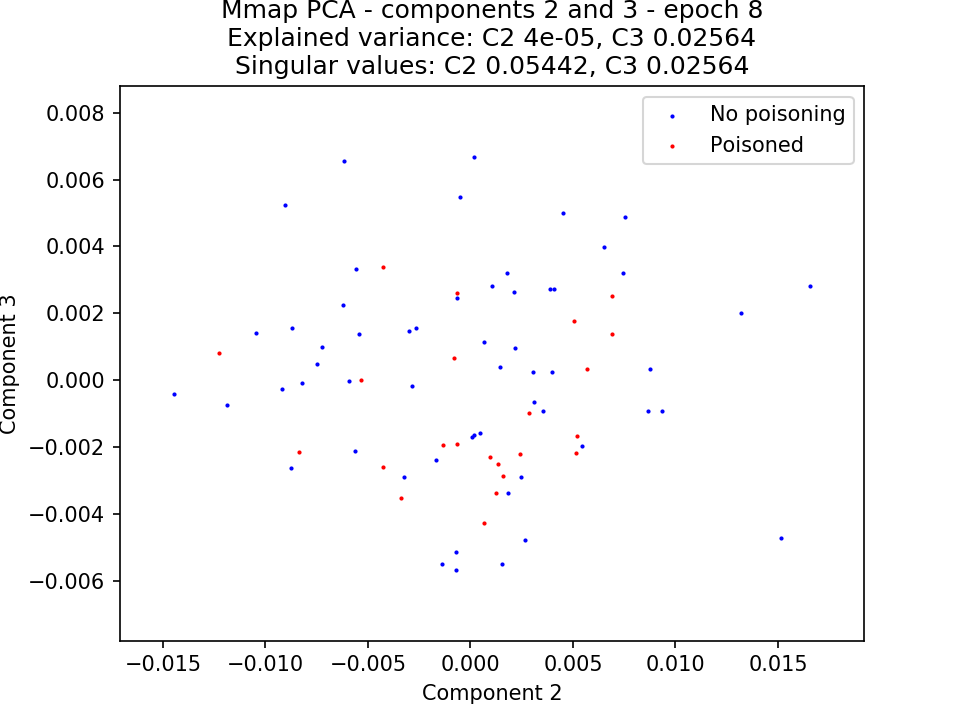 Mmap PCA - components 2 and 3 - epoch 8
Explained variance: C2 4e-05, C3 0.02564
Singular values: C2 0.05442, C3 0.02564
No poisoning
Poisoned
0.008
0.006
0.004
0.002
0.000
−0.002
−0.004
−0.006
Component 3
−0.015 −0.010 −0.005 0.000 0.005 0.010 0.015
Component 2